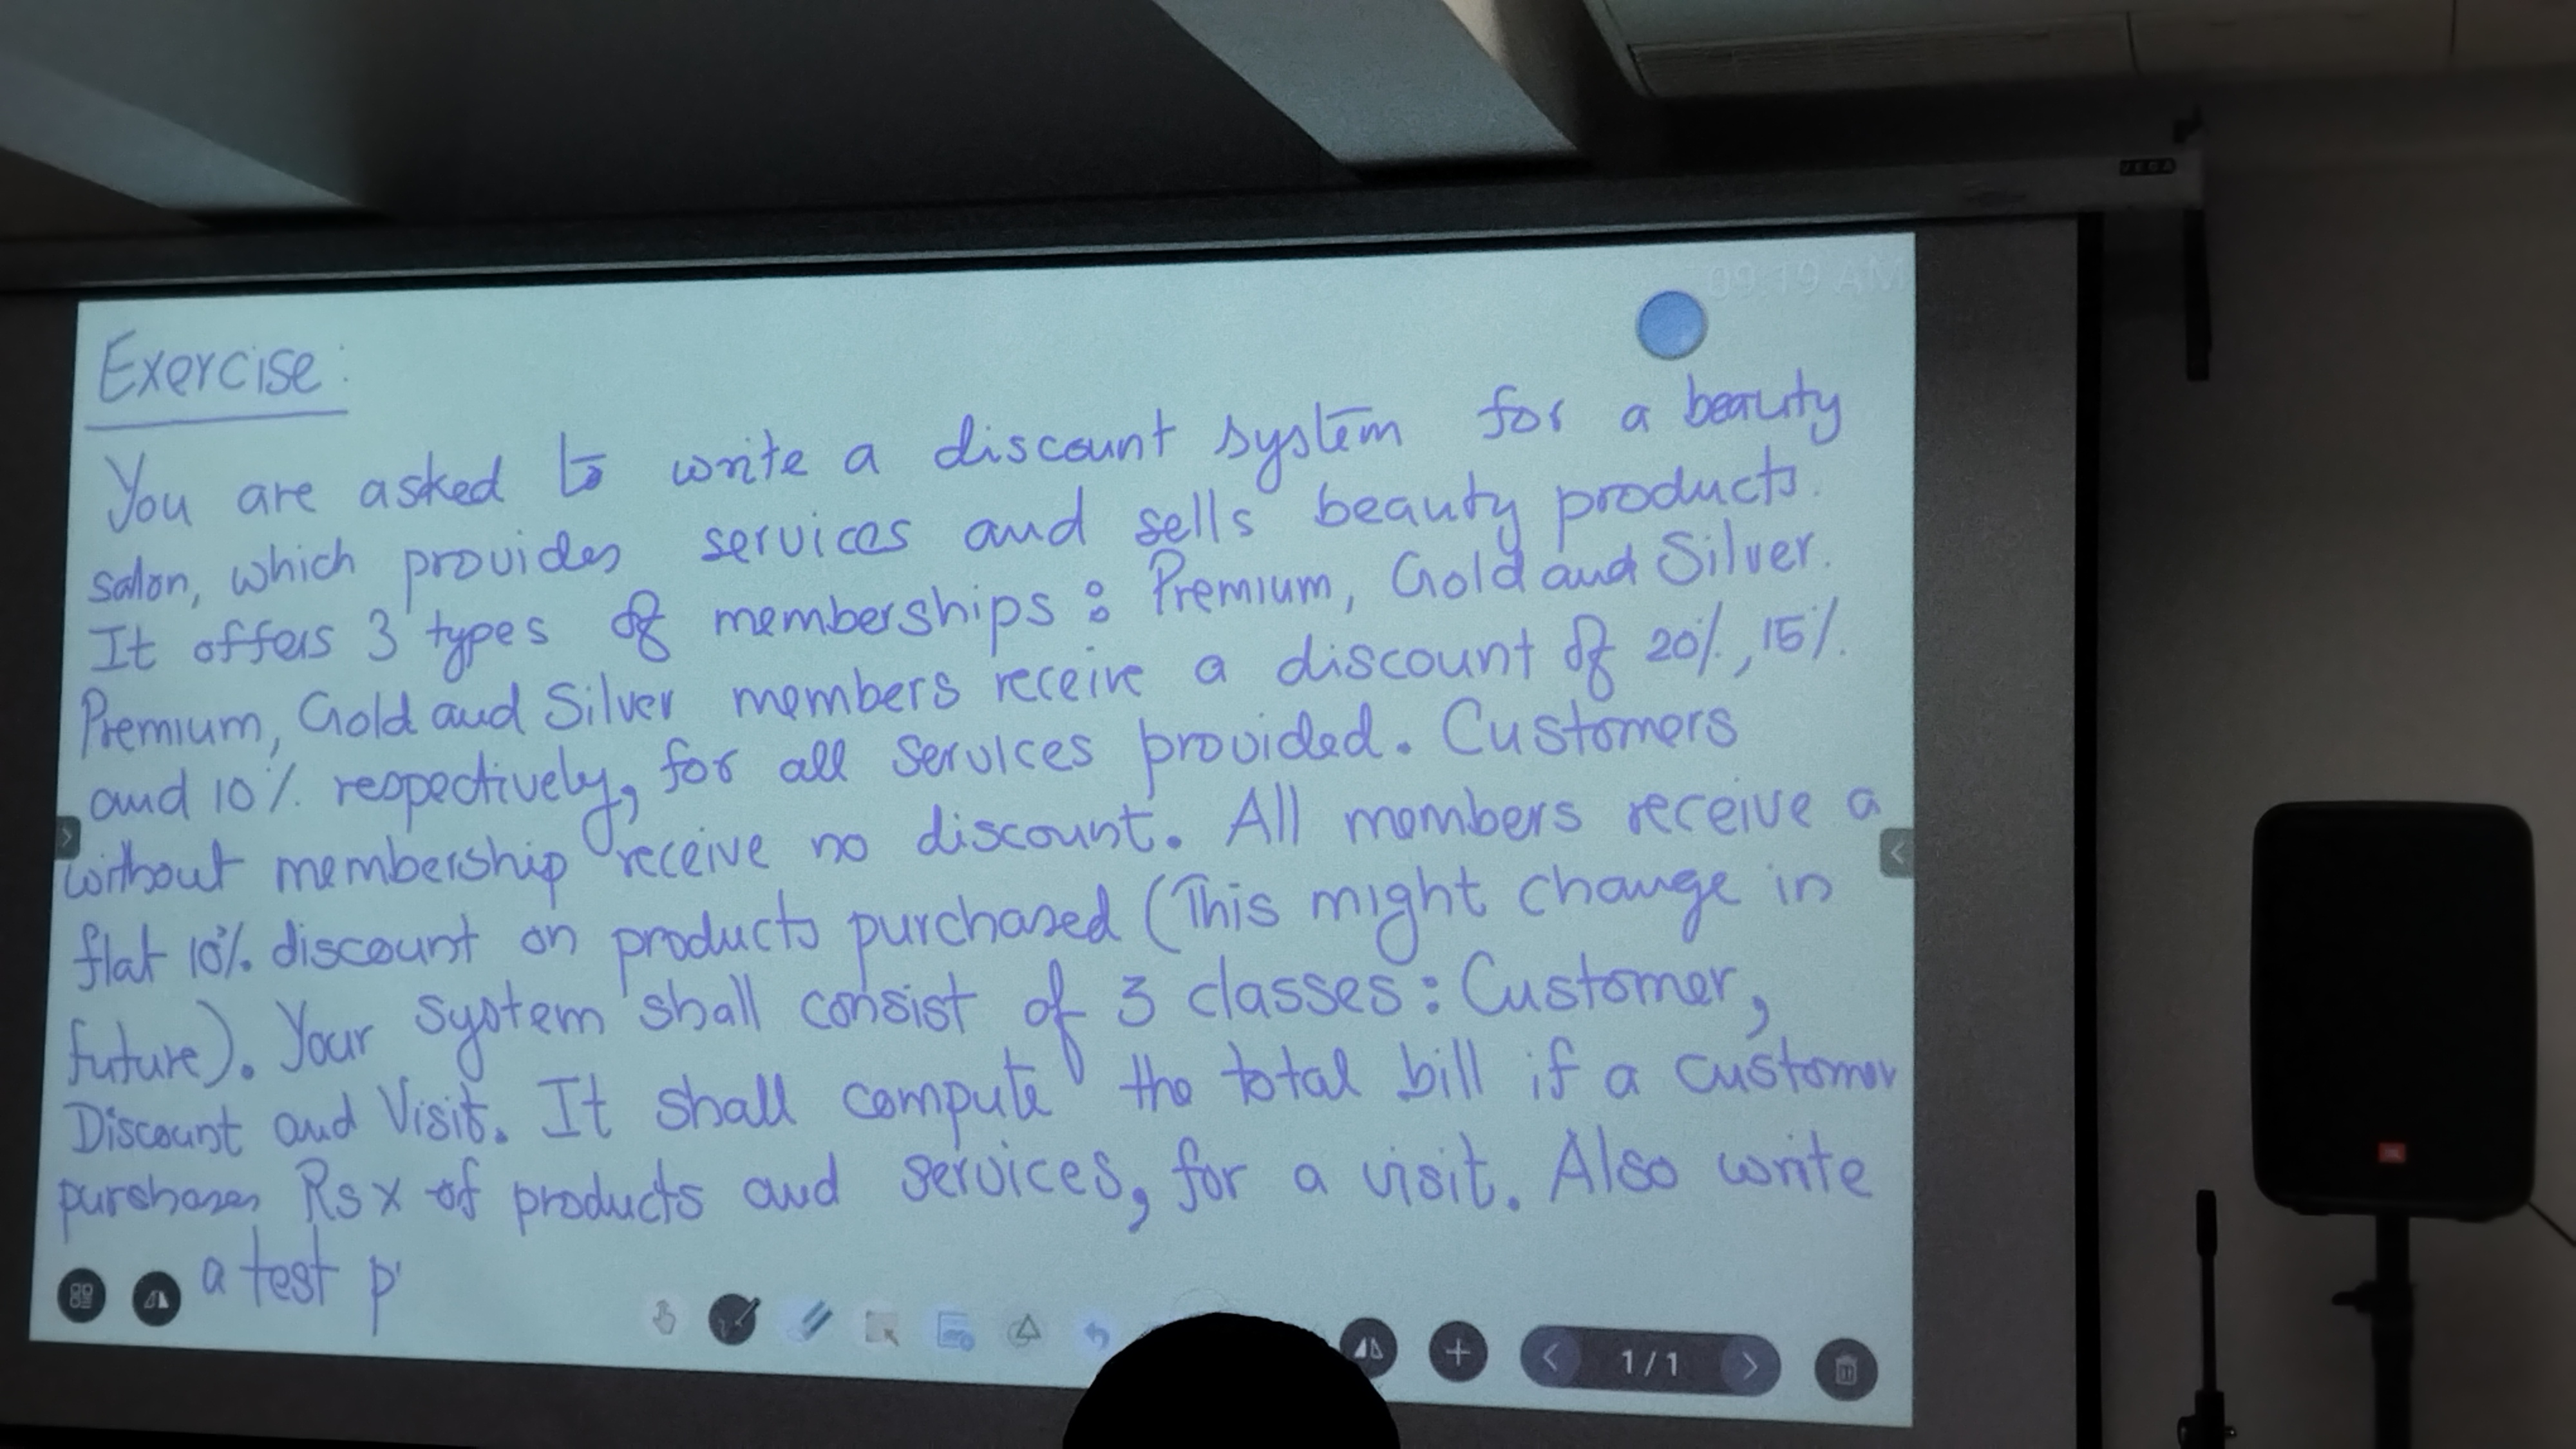 09:19 AM
Exercise:
You are asked to write a discount system for a beauty
salon, which provides services and sells beauty products.
It offers 3 types of memberships: Premium, Gold and Silver.
Premium, Gold and Silver members receive a discount of 20%, 15%
and 10% respectively, for all services provided. Customers
without membership receive no discount. All members receive a
flat 10% discount on products purchased (This might change in
future). Your system shall consist of 3 classes: Customer,
Discount and Visit. It shall compute the total bill if a customer
purchases Rs x of products and services, for a visit. Also write
a test p
1/1
VEGA
JBL